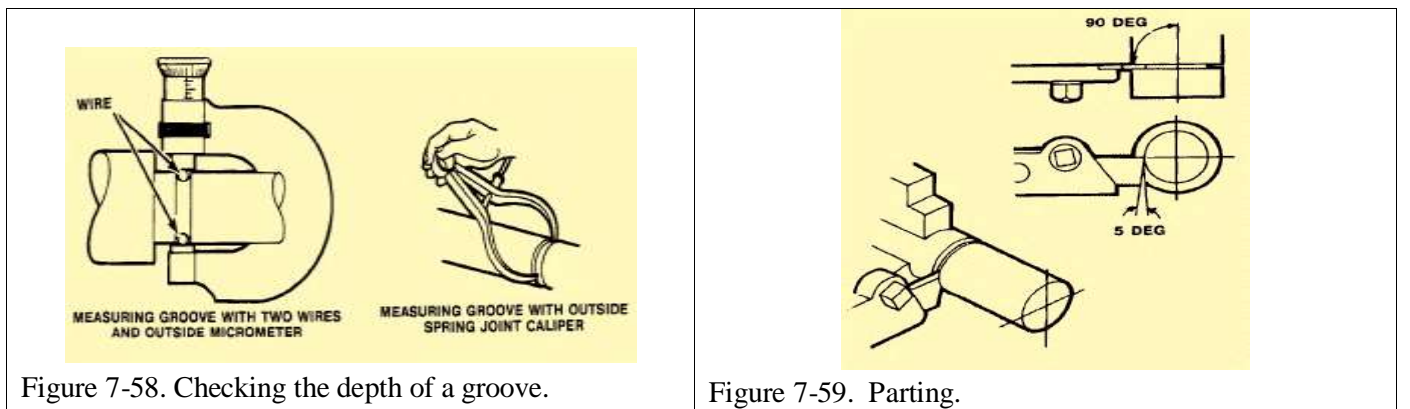 WIRE
MEASURING GROOVE WITH TWO WIRES
AND OUTSIDE MICROMETER
MEASURING GROOVE WITH OUTSIDE
SPRING JOINT CALIPER
Figure 7-58. Checking the depth of a groove.
90 DEG
5 DEG
Figure 7-59. Parting.